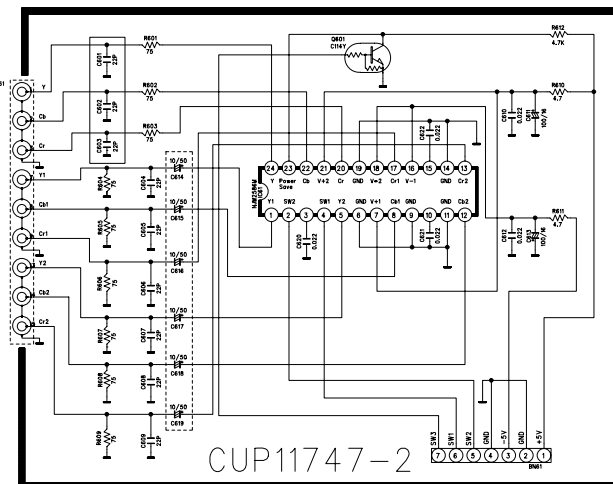 Q601
C114Y
R612
4.7K
R601
75
C601
22P
Y
R602
75
C602
22P
Cb
R603
75
C603
22P
Cr
R610
4.7
C610
0.022
C611
100/16
C622
0.022
10/50
C614
R604
75
C604
22P
Y1
24 23 22 21 20 19 18 17 16 15 14 13
Y Power Save Cb V+2 Cr GND V+2 Cr1 V-1 GND Cr2
C61
Y1 SW2 SW1 Y2 GND V+1 Cb1 GND GND Cb2
1 2 3 4 5 6 7 8 9 10 11 12
10/50
C615
R605
75
C605
22P
Cb1
C620
0.022
C621
0.022
R611
4.7
C612
0.022
C613
100/16
10/50
C616
R606
75
C606
22P
Cr1
Y2
10/50
C617
R607
75
C607
22P
Cb2
10/50
C618
R608
75
C608
22P
Cr2
10/50
C619
R609
75
C609
22P
SW3 SW1 SW2 GND -5V GND +5V
7 6 5 4 3 2 1
BN61
CUP11747-2